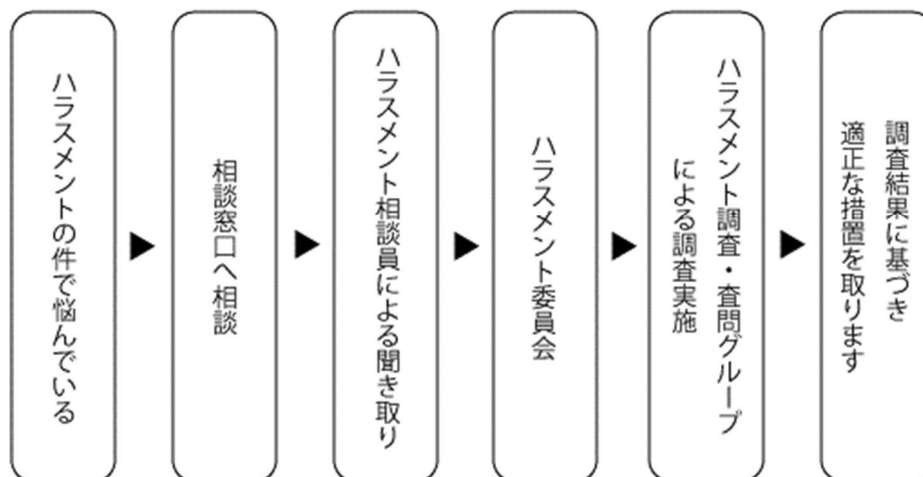 ハラスメントの件で悩んでいる
▶
相談窓口へ相談
▶
ハラスメント相談員による聞き取り
▶
ハラスメント委員会
▶
ハラスメント調査・査問グループ
による調査実施
▶
調査結果に基づき
適正な措置を取ります